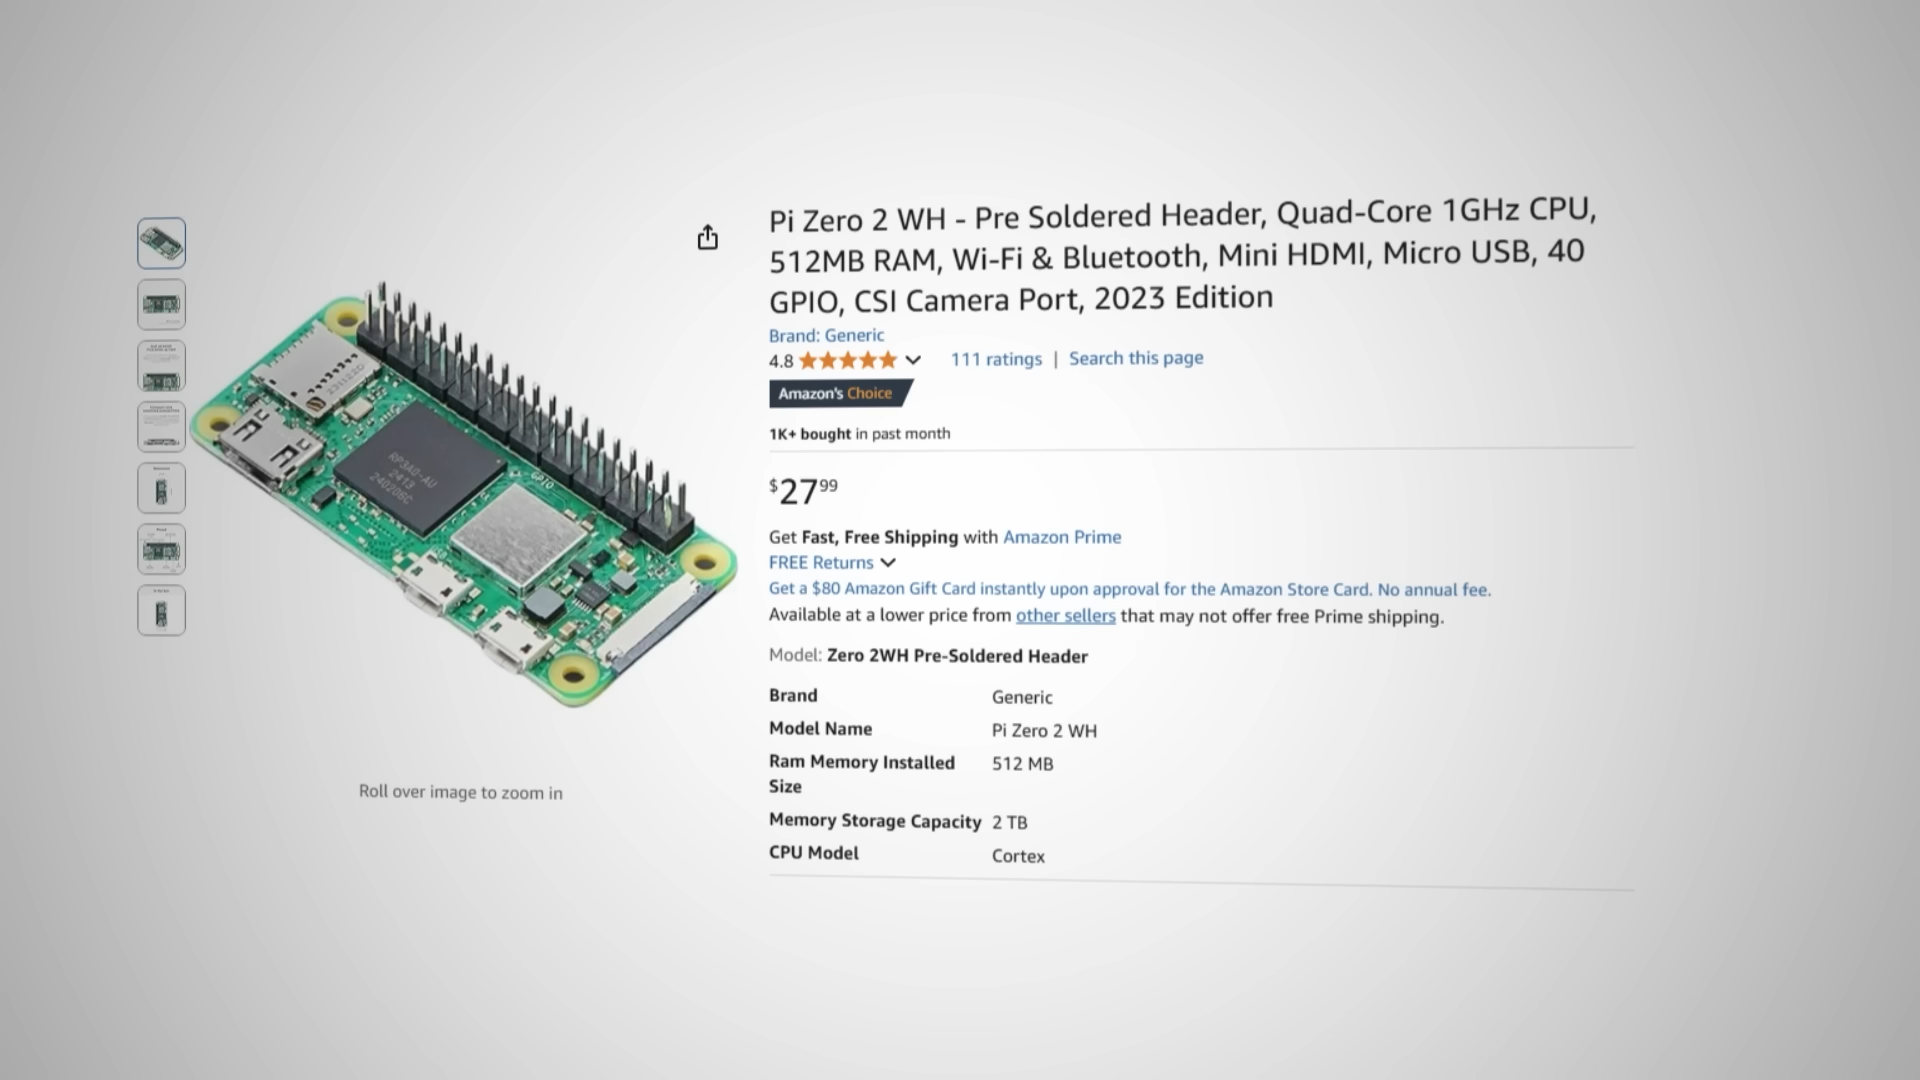 Pi Zero 2 WH - Pre Soldered Header, Quad-Core 1GHz CPU,
512MB RAM, Wi-Fi & Bluetooth, Mini HDMI, Micro USB, 40
GPIO, CSI Camera Port, 2023 Edition
Brand: Generic
4.8 111 ratings | Search this page
Amazon's Choice
1K+ bought in past month
$27.99
Get Fast, Free Shipping with Amazon Prime
FREE Returns
Get a $80 Amazon Gift Card instantly upon approval for the Amazon Store Card. No annual fee.
Available at a lower price from other sellers that may not offer free Prime shipping.
Model: Zero 2WH Pre-Soldered Header
Brand Generic
Model Name Pi Zero 2 WH
Ram Memory Installed 512 MB
Size
Memory Storage Capacity 2 TB
CPU Model Cortex
RP3A0-AU
2413
GPIO
Roll over image to zoom in